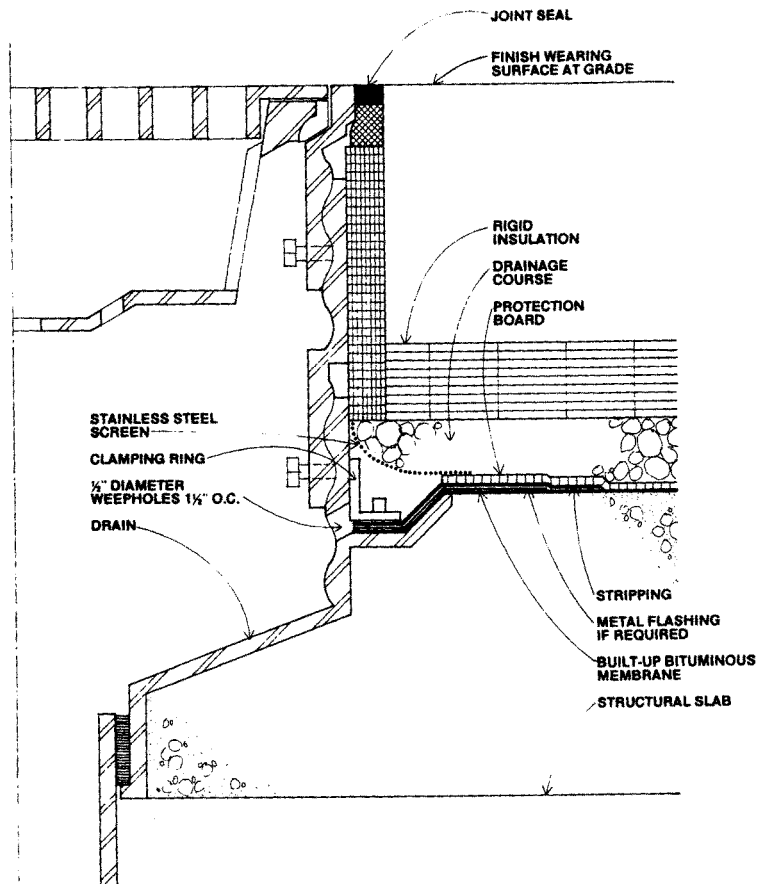 JOINT SEAL
FINISH WEARING
SURFACE AT GRADE
RIGID
INSULATION
DRAINAGE
COURSE
PROTECTION
BOARD
STAINLESS STEEL
SCREEN
CLAMPING RING
½" DIAMETER
WEEPHOLES 1½" O.C.
DRAIN
STRIPPING
METAL FLASHING
IF REQUIRED
BUILT-UP BITUMINOUS
MEMBRANE
STRUCTURAL SLAB